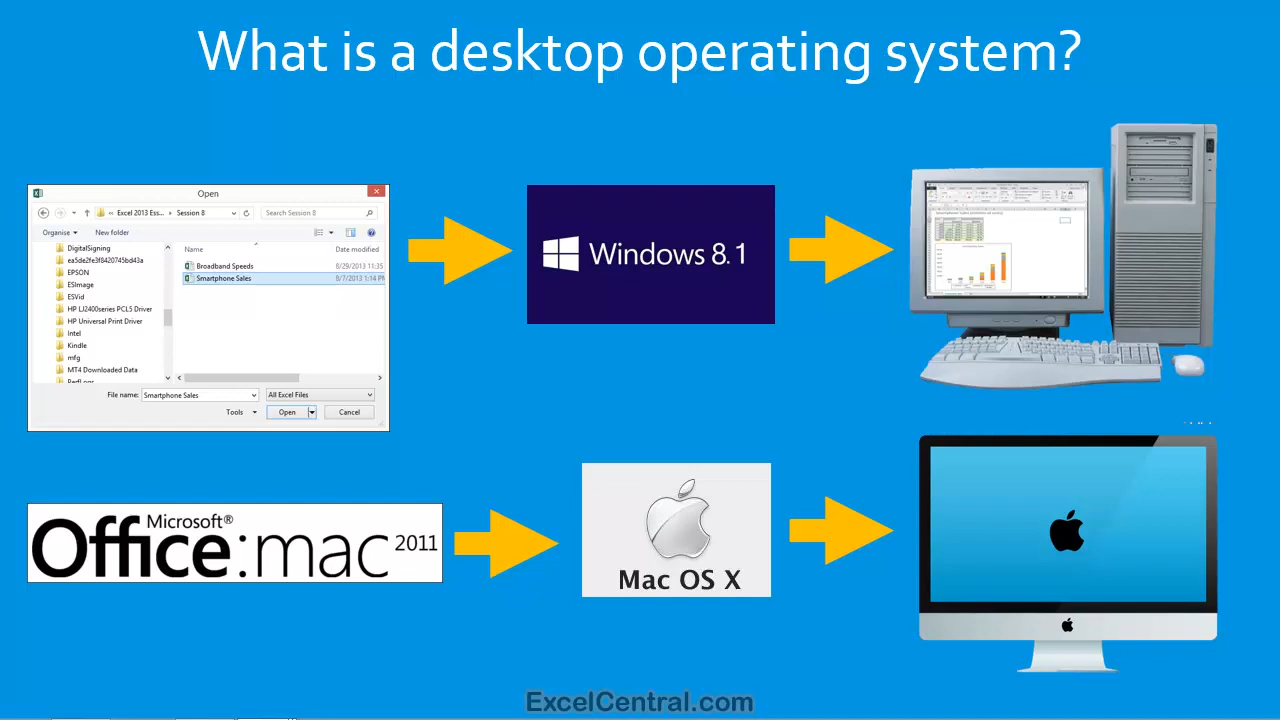 What is a desktop operating system?
Open
Excel 2013 Ess... Session 8
Search Session 8
Organise New folder
DigitalSigning
ea5de2fe3f8420745bd43a
EPSON
ESImage
ESVid
HP LJ2400series PCL5 Driver
HP Universal Print Driver
Intel
Kindle
mfg
MT4 Downloaded Data
PerfLogs
Name Date modified
Broadband Speeds 8/29/2013 11:35
Smartphone Sales 8/7/2013 1:14 PM
File name: Smartphone Sales All Excel Files
Tools Open Cancel
Windows 8.1
Microsoft®
Office:mac 2011
Mac OS X
ExcelCentral.com